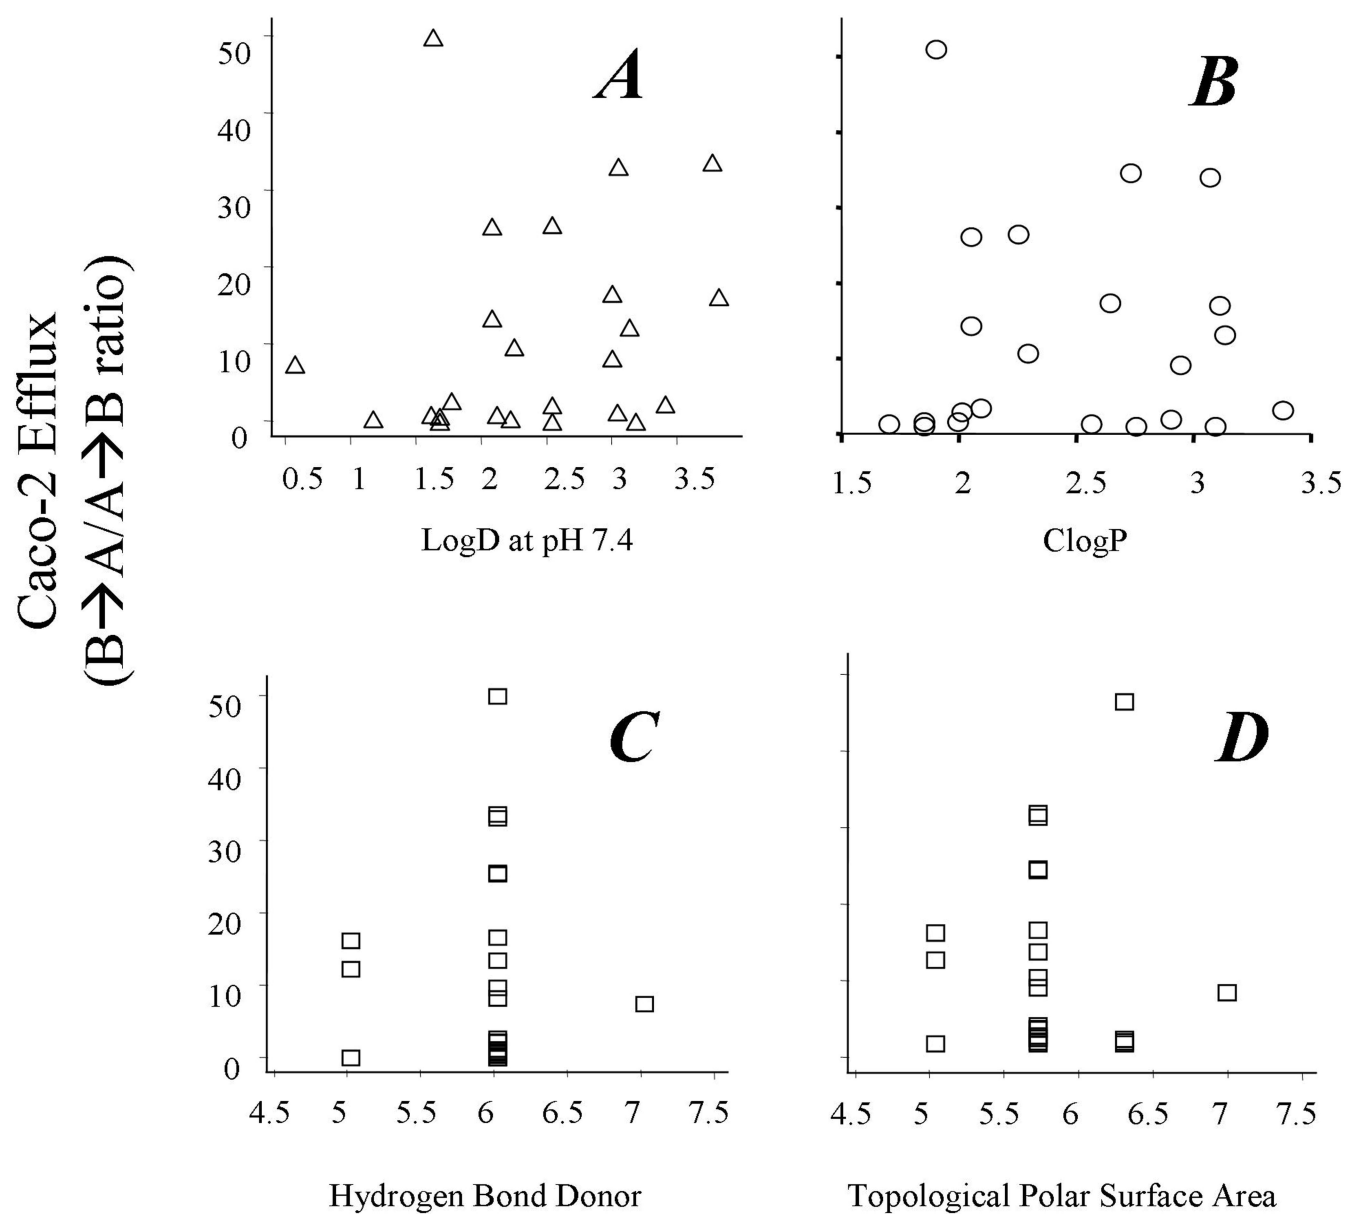 Caco-2 Efflux
(B→A/A→B ratio)
A
50
40
30
20
10
0
0.5 1 1.5 2 2.5 3 3.5
LogD at pH 7.4
B
1.5 2 2.5 3 3.5
ClogP
C
50
40
30
20
10
0
4.5 5 5.5 6 6.5 7 7.5
Hydrogen Bond Donor
D
4.5 5 5.5 6 6.5 7 7.5
Topological Polar Surface Area